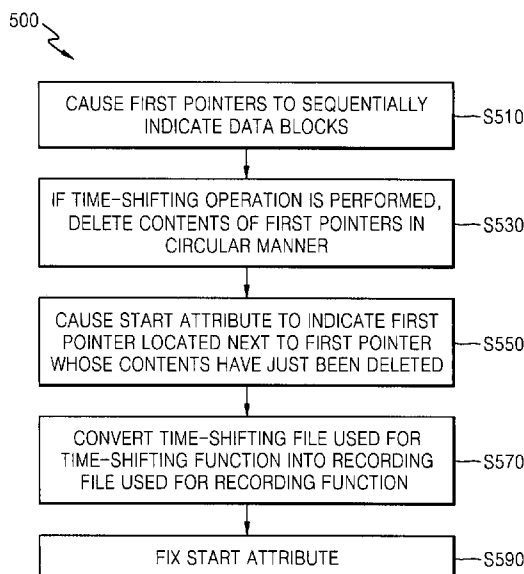 500
CAUSE FIRST POINTERS TO SEQUENTIALLY
INDICATE DATA BLOCKS
S510
IF TIME-SHIFTING OPERATION IS PERFORMED,
DELETE CONTENTS OF FIRST POINTERS IN
CIRCULAR MANNER
S530
CAUSE START ATTRIBUTE TO INDICATE FIRST
POINTER LOCATED NEXT TO FIRST POINTER
WHOSE CONTENTS HAVE JUST BEEN DELETED
S550
CONVERT TIME-SHIFTING FILE USED FOR
TIME-SHIFTING FUNCTION INTO RECORDING
FILE USED FOR RECORDING FUNCTION
S570
FIX START ATTRIBUTE
S590